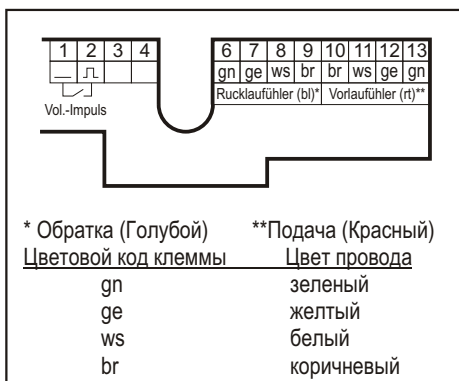 1 2 3 4 6 7 8 9 10 11 12 13
gn ge ws br br ws ge gn
Rucklaufühler (bl)* Vorlaufühler (rt)**
Vol.-Impuls
* Обратка (Голубой) **Подача (Красный)
Цветовой код клеммы Цвет провода
gn зеленый
ge желтый
ws белый
br коричневый